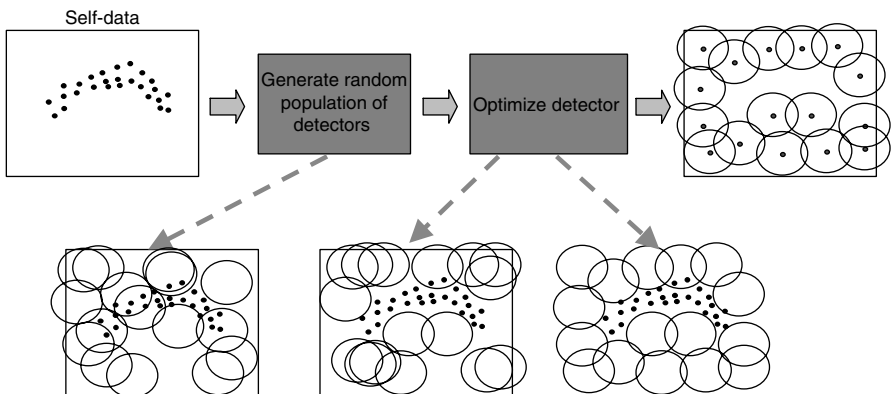 Self-data
Generate random
population of
detectors
Optimize detector